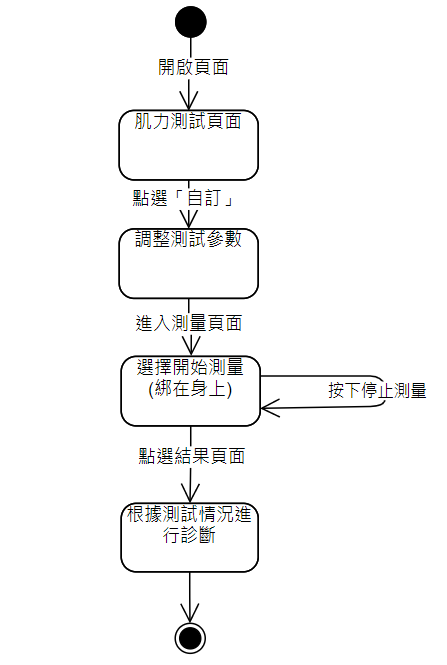 開啟頁面
肌力測試頁面
點選「自訂」
調整測試參數
進入測量頁面
選擇開始測量
(綁在身上)
按下停止測量
點選結果頁面
根據測試情況進
行診斷